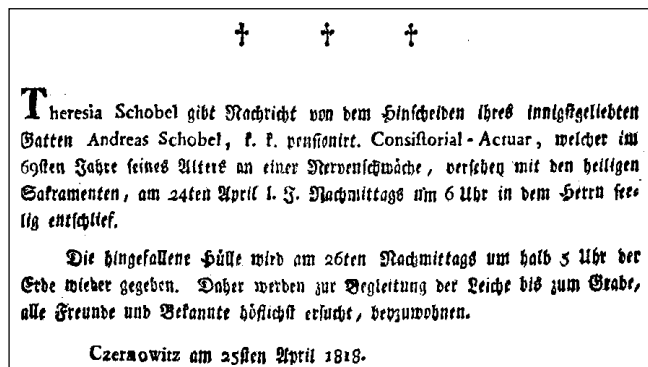 † † †
Theresia Schobel gibt Nachricht von dem Hinscheiden ihres innigstgeliebten
Gatten Andreas Schobel, k. k. pensionirt. Consistorial-Actuar, welcher im
69sten Jahre seines Alters an einer Nervenschwäche, versehen mit den heiligen
Sakramenten, am 24ten April l. J. Nachmittags um 6 Uhr in dem Herrn see-
lig entschlief.
Die hingefallene Hülle wird am 26ten Nachmittags um halb 5 Uhr der
Erde wieder gegeben. Daher werden zur Begleitung der Leiche bis zum Grabe,
alle Freunde und Bekannte höflichst ersucht, beyzuwohnen.
Czernowitz am 25sten April 1818.